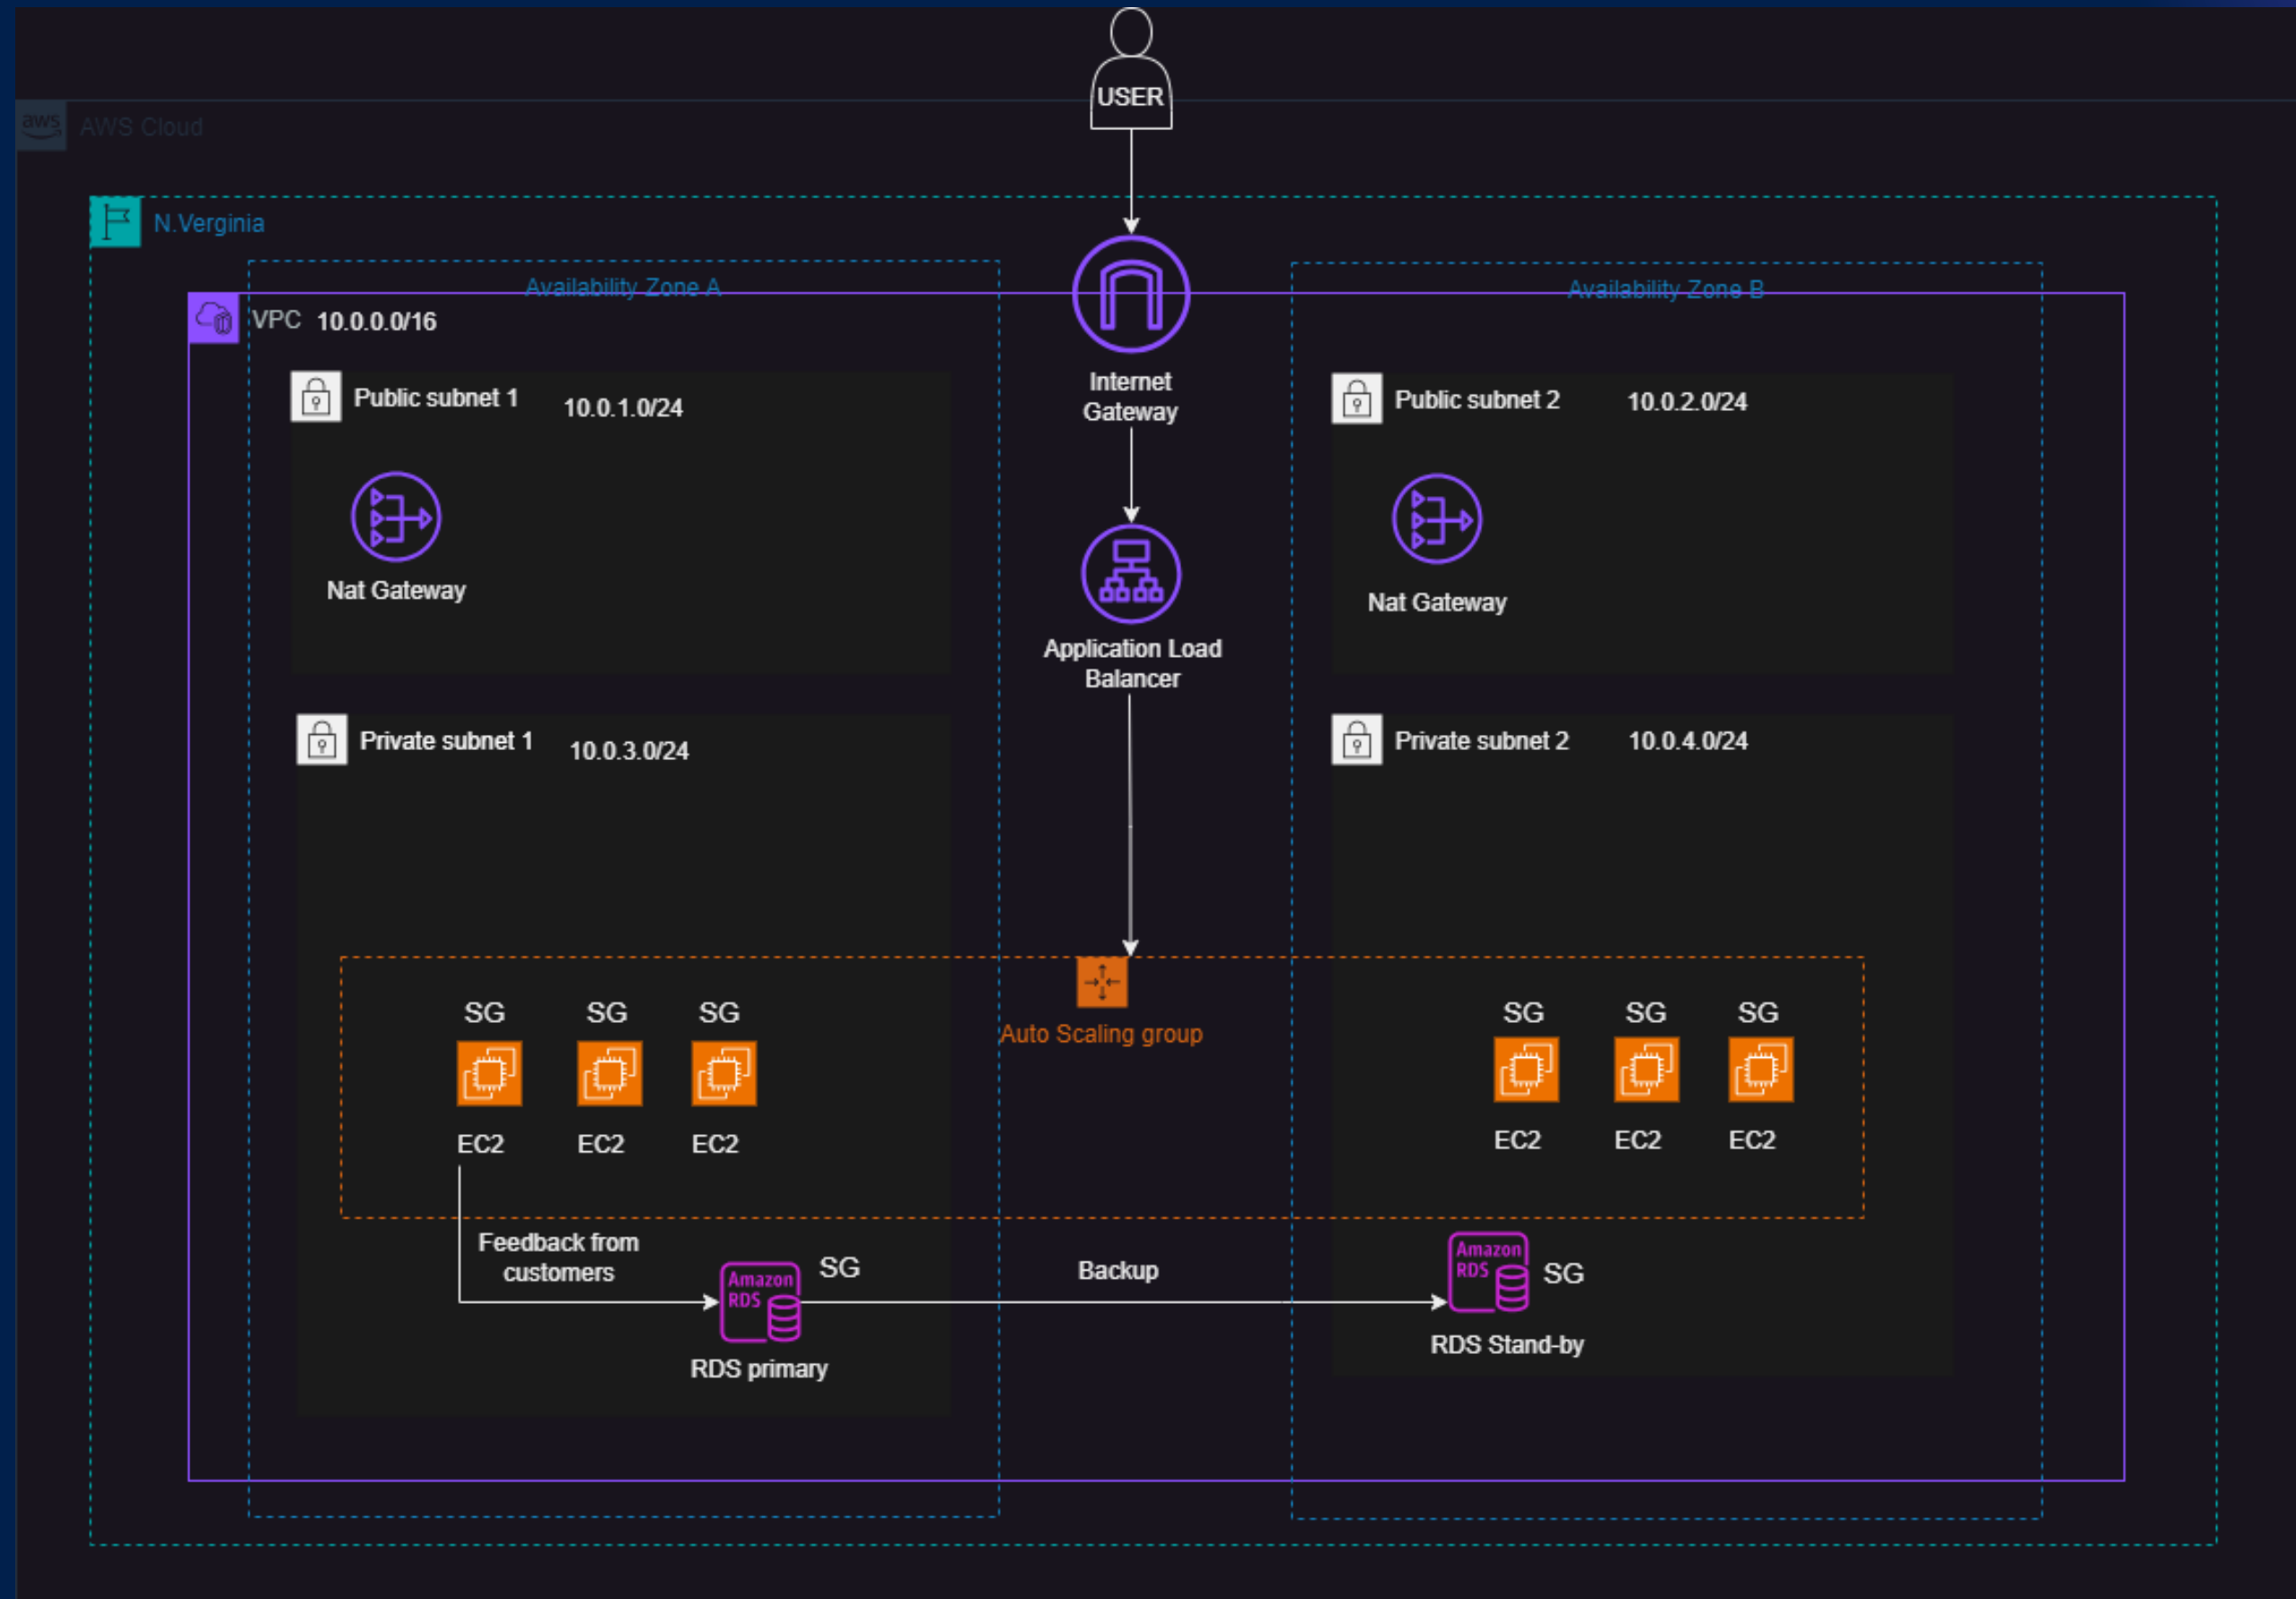 USER
aws
AWS Cloud
N.Verginia
Availability Zone A
Availability Zone B
VPC 10.0.0.0/16
Internet
Gateway
Public subnet 1 10.0.1.0/24
Public subnet 2 10.0.2.0/24
Nat Gateway
Nat Gateway
Application Load
Balancer
Private subnet 1 10.0.3.0/24
Private subnet 2 10.0.4.0/24
Auto Scaling group
SG SG SG
SG SG SG
EC2 EC2 EC2
EC2 EC2 EC2
Feedback from
customers
Amazon
RDS
SG
RDS primary
Backup
Amazon
RDS
SG
RDS Stand-by